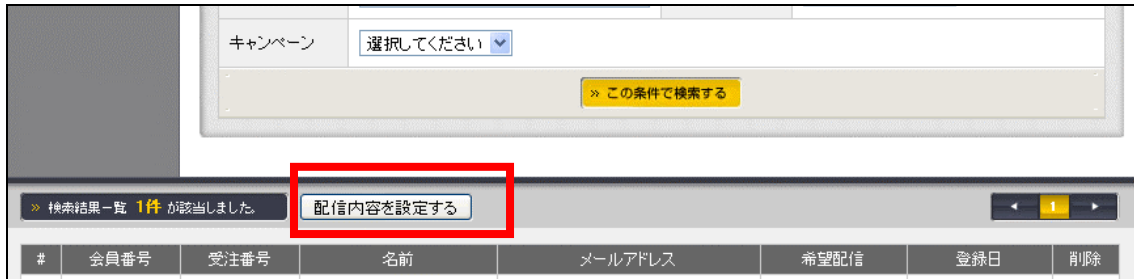 キャンペーン 選択してください
» この条件で検索する
» 検索結果一覧 1件 が該当しました。 配信内容を設定する 1
# 会員番号 受注番号 名前 メールアドレス 希望配信 登録日 削除